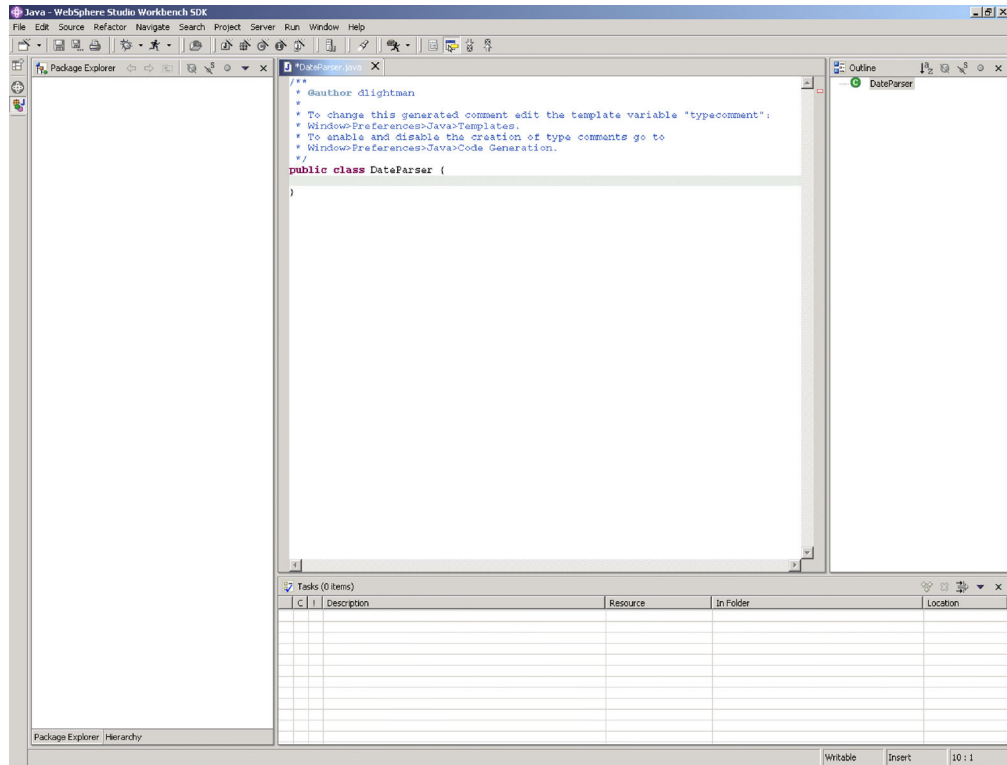 Java - WebSphere Studio Workbench SDK
File Edit Source Refactor Navigate Search Project Server Run Window Help
Package Explorer
*DateParser.java
/**
* @author dlightman
*
* To change this generated comment edit the template variable "typecomment":
* Window>Preferences>Java>Templates.
* To enable and disable the creation of type comments go to
* Window>Preferences>Java>Code Generation.
*/
public class DateParser {
}
Outline
DateParser
Tasks (0 items)
C ! Description Resource In Folder Location
Package Explorer Hierarchy
Writable Insert 10 : 1